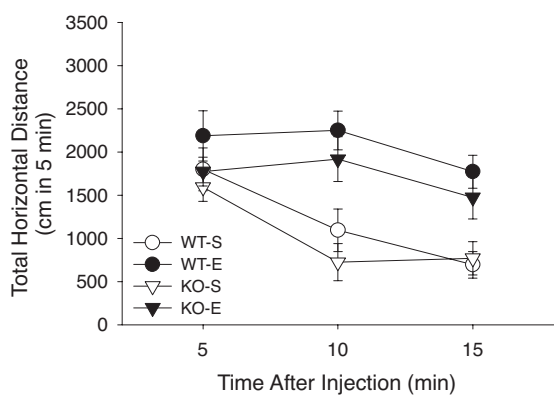 Total Horizontal Distance
(cm in 5 min)
3500
3000
2500
2000
1500
1000
500
0
WT-S
WT-E
KO-S
KO-E
5
10
15
Time After Injection (min)